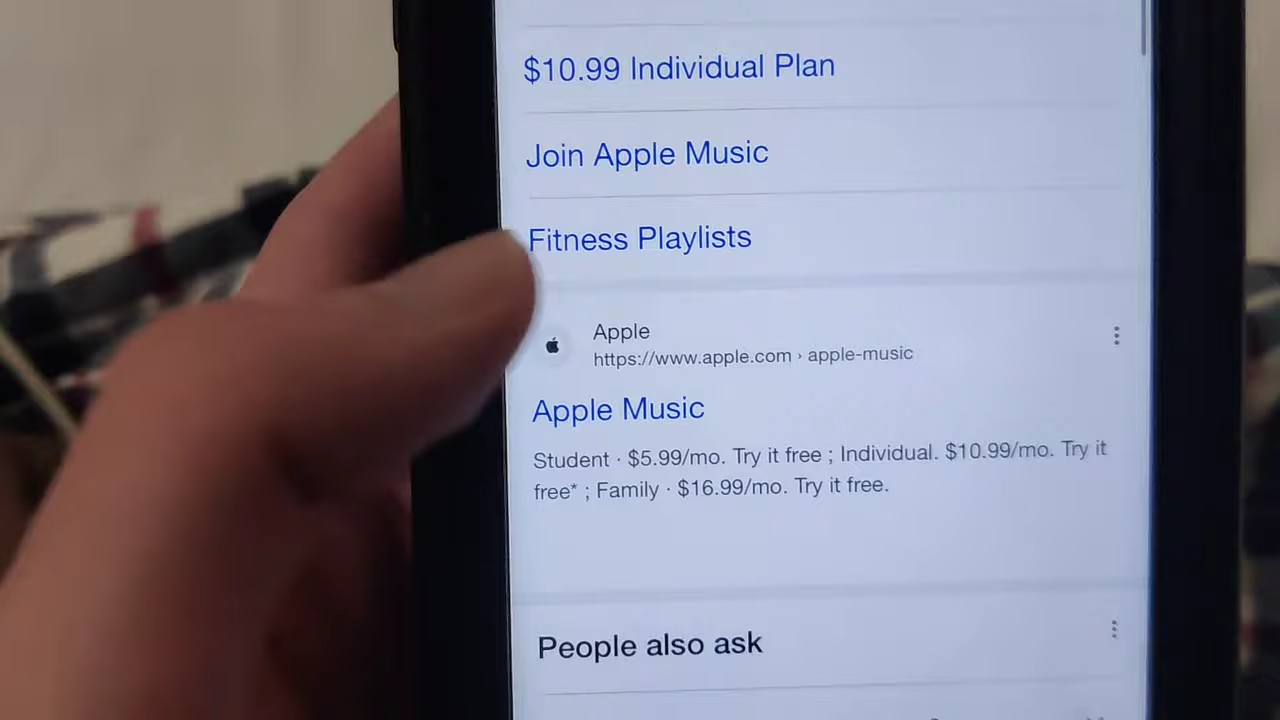 $10.99 Individual Plan
Join Apple Music
Fitness Playlists
Apple
https://www.apple.com › apple-music
Apple Music
Student · $5.99/mo. Try it free ; Individual. $10.99/mo. Try it
free* ; Family · $16.99/mo. Try it free.
People also ask